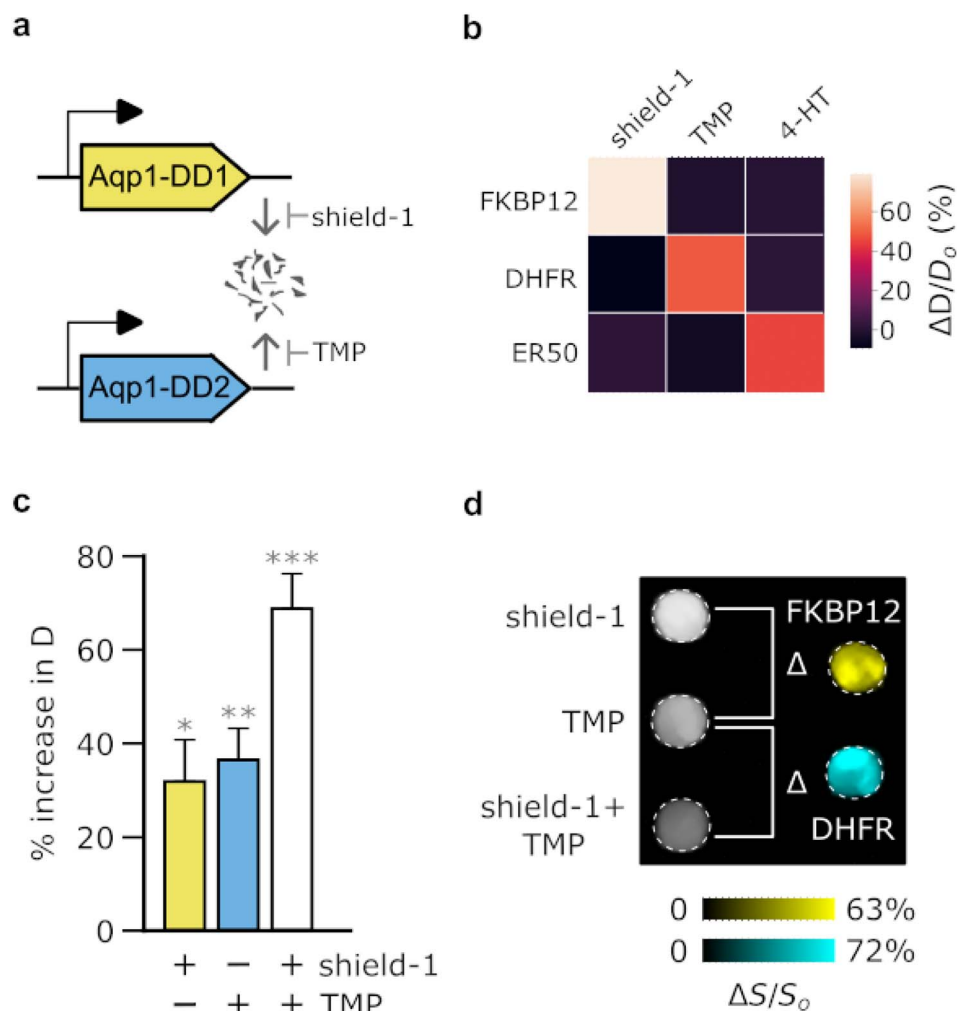 a
Aqp1-DD1
shield-1
TMP
Aqp1-DD2
b
shield-1 TMP 4-HT
FKBP12
DHFR
ER50
60
40
20
0
ΔD/Do (%)
c
80
60
40
20
0
% increase in D
* ** ***
+ − + shield-1
− + + TMP
d
shield-1
TMP
shield-1+
TMP
FKBP12
Δ
Δ
DHFR
0 63%
0 72%
ΔS/So